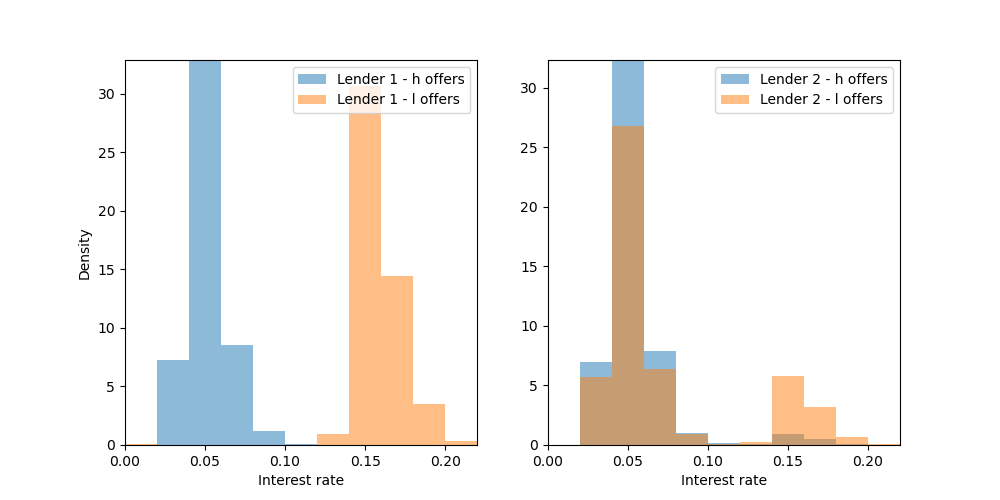 Lender 1 - h offers
Lender 1 - l offers
30
25
20
15
10
5
0
Density
0.00 0.05 0.10 0.15 0.20
Interest rate
Lender 2 - h offers
Lender 2 - l offers
30
25
20
15
10
5
0
0.00 0.05 0.10 0.15 0.20
Interest rate